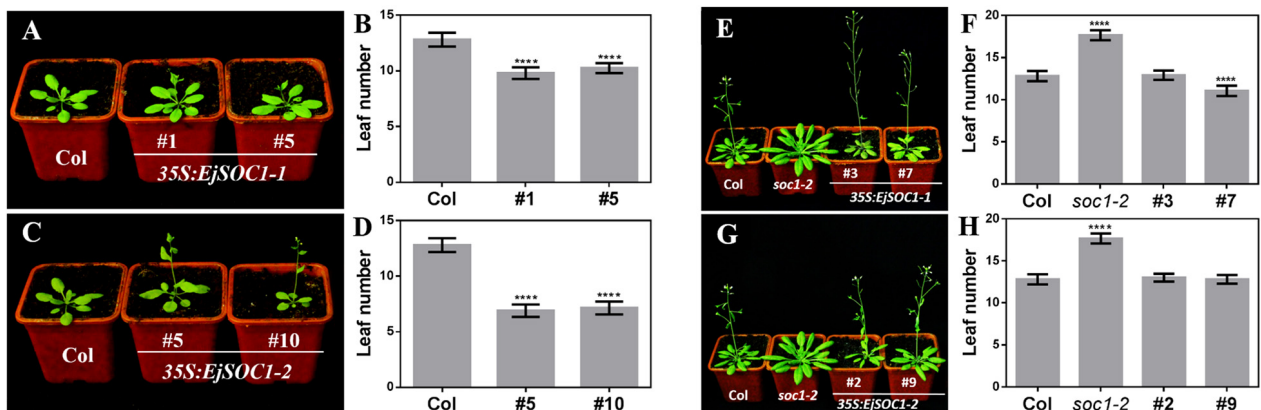 A
Col
#1
#5
35S:EjSOC1-1
B
Leaf number
15
10
5
0
****
****
Col
#1
#5
C
Col
#5
#10
35S:EjSOC1-2
D
Leaf number
15
10
5
0
****
****
Col
#5
#10
E
Col
soc1-2
#3
#7
35S:EjSOC1-1
F
Leaf number
20
15
10
5
0
****
****
Col
soc1-2
#3
#7
G
Col
soc1-2
#2
#9
35S:EjSOC1-2
H
Leaf number
20
15
10
5
0
****
Col
soc1-2
#2
#9